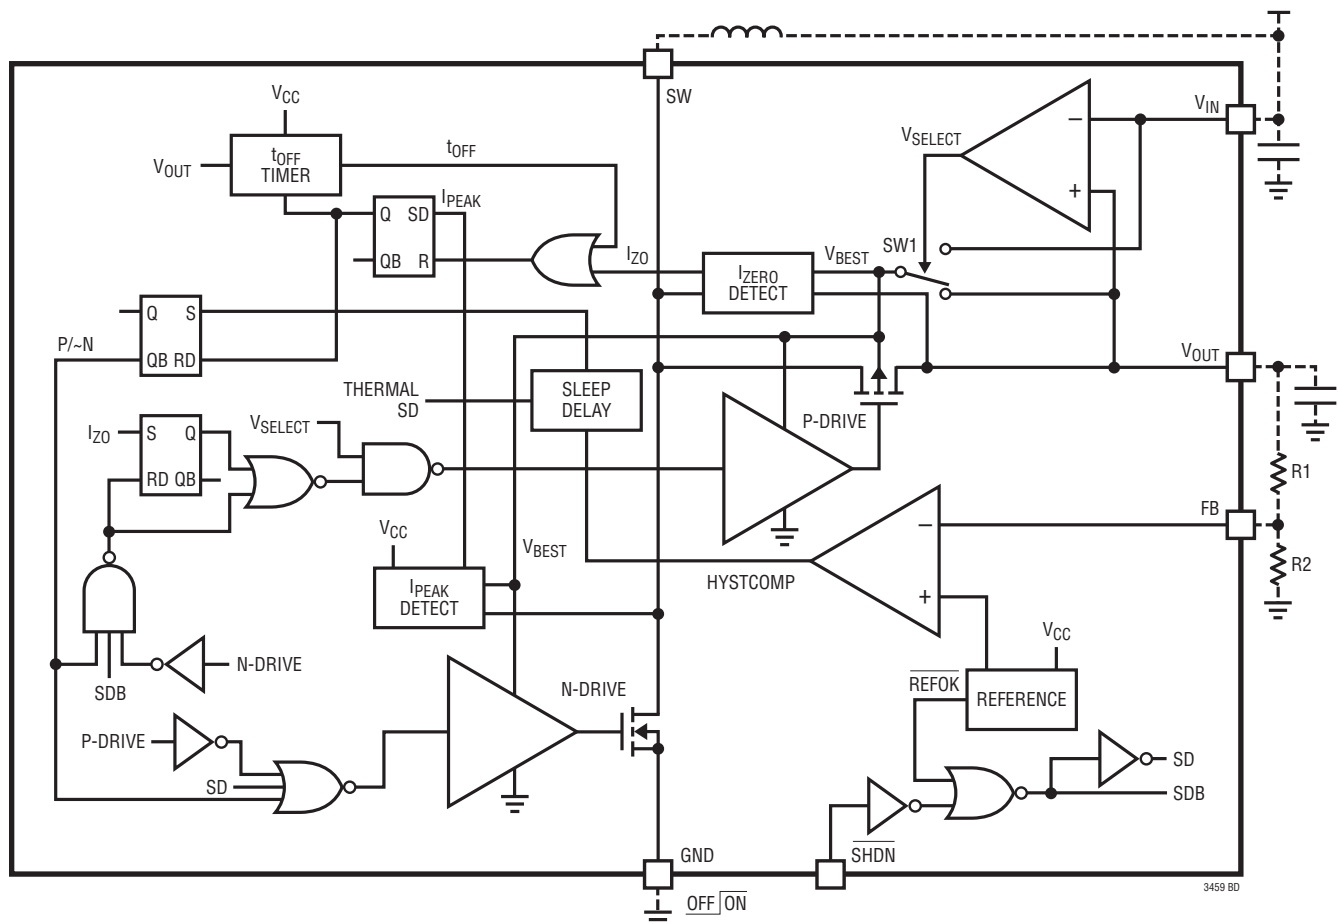 SW
VCC
VIN
VOUT
tOFF
TIMER
tOFF
VSELECT
−
+
IPEAK
Q SD
QB R
IZO
IZERO
DETECT
VBEST
SW1
Q S
QB RD
P/~N
VOUT
THERMAL
SD
SLEEP
DELAY
P-DRIVE
IZO
S Q
RD QB
VSELECT
R1
FB
−
+
R2
VCC
VBEST
IPEAK
DETECT
HYSTCOMP
VCC
N-DRIVE
SDB
N-DRIVE
REFOK
REFERENCE
P-DRIVE
SD
SD
SDB
GND
SHDN
OFF ON
3459 BD